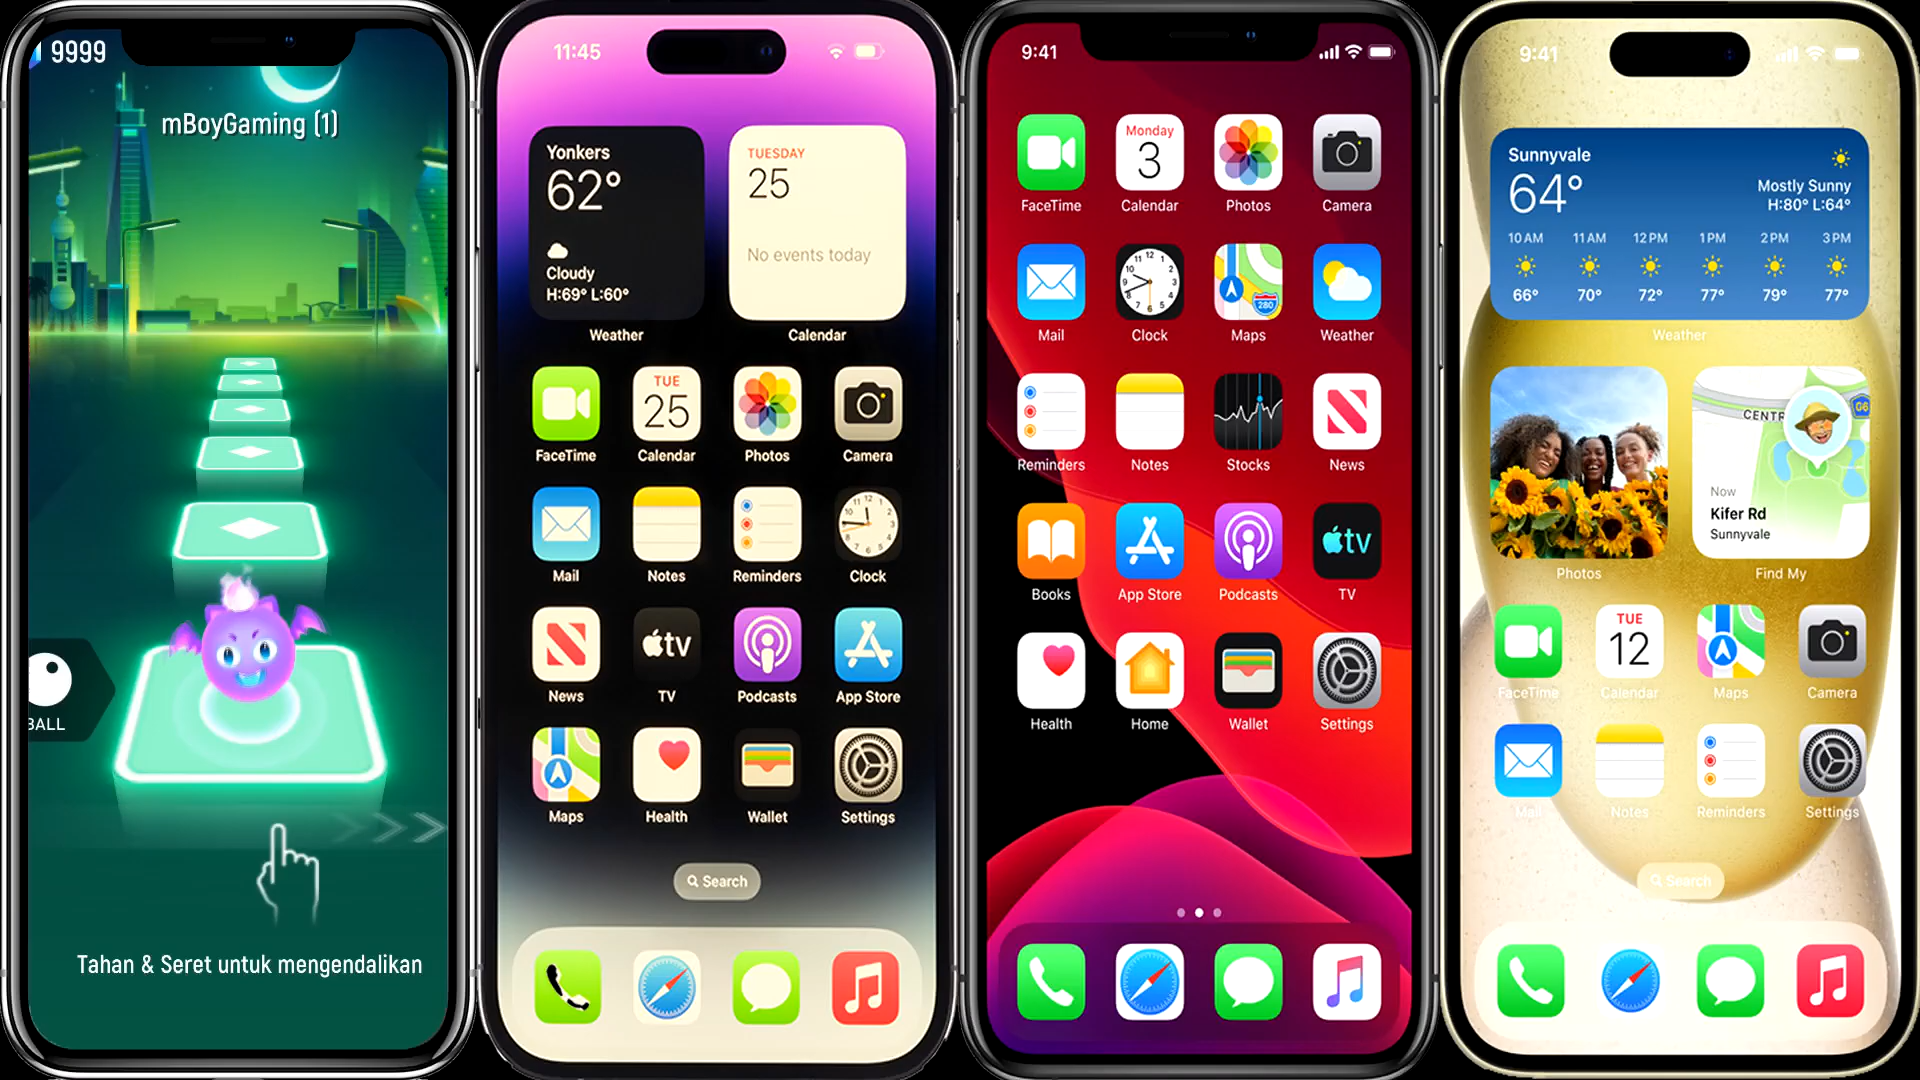 9999
mBoyGaming (1)
BALL
Tahan & Seret untuk mengendalikan
11:45
Yonkers
62°
Cloudy
H:69° L:60°
Weather
TUESDAY
25
No events today
Calendar
FaceTime
TUE
25
Calendar
Photos
Camera
Mail
Notes
Reminders
Clock
News
tv
TV
Podcasts
App Store
Maps
Health
Wallet
Settings
Search
9:41
FaceTime
Monday
3
Calendar
Photos
Camera
Mail
Clock
280
Maps
Weather
Reminders
Notes
Stocks
News
Books
App Store
Podcasts
tv
TV
Health
Home
Wallet
Settings
9:41
Sunnyvale
64°
Mostly Sunny
H:80° L:64°
10 AM 11 AM 12 PM 1 PM 2 PM 3 PM
66° 70° 72° 77° 79° 77°
Weather
Photos
CENTR
G6
Now
Kifer Rd
Sunnyvale
Find My
FaceTime
TUE
12
Calendar
Maps
Camera
Mail
Notes
Reminders
Settings
Search